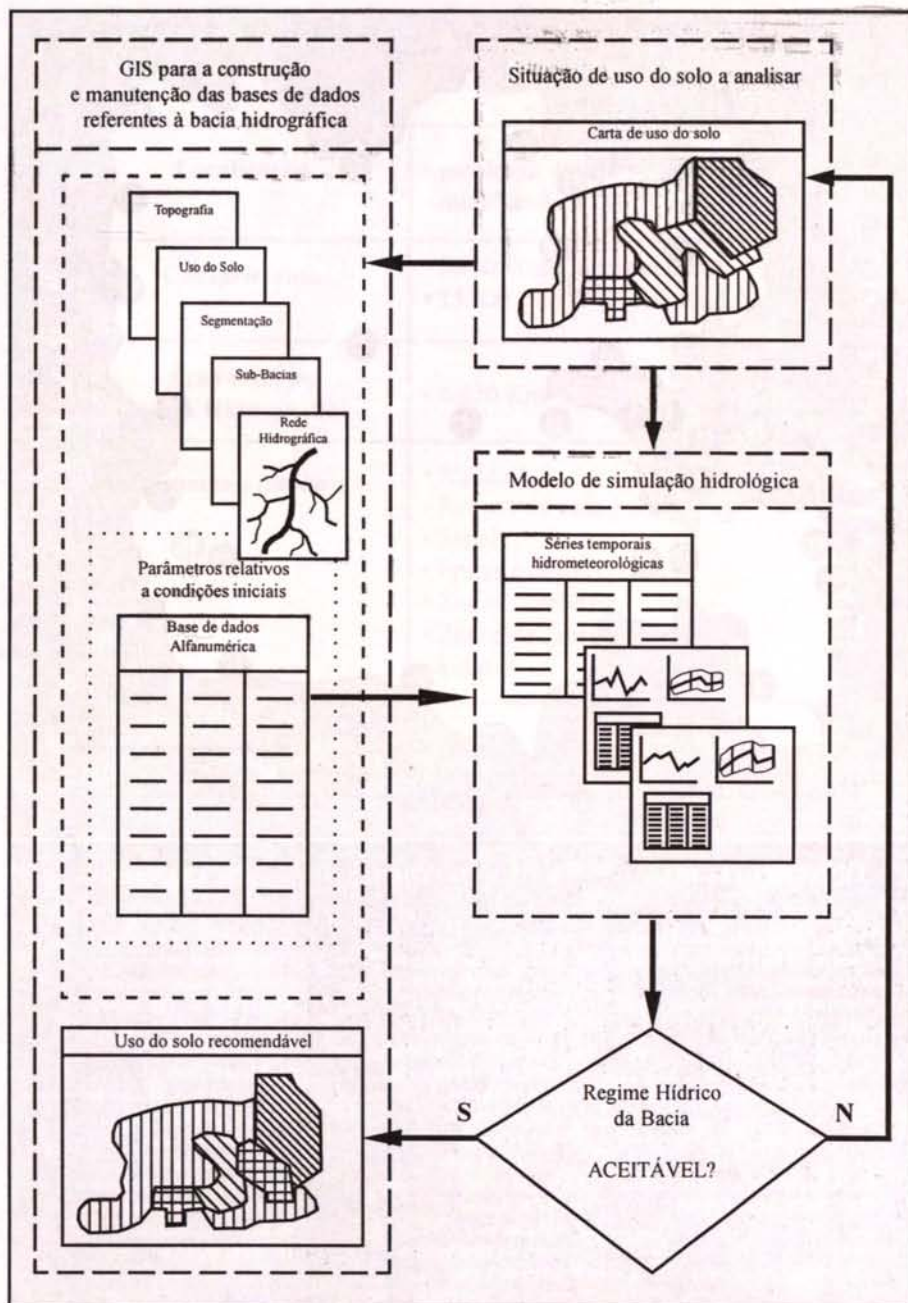 GIS para a construção
e manutenção das bases de dados
referentes à bacia hidrográfica
Topografia
Uso do Solo
Segmentação
Sub-Bacias
Rede
Hidrográfica
Parâmetros relativos
a condições iniciais
Base de dados
Alfanumérica
Uso do solo recomendável
Situação de uso do solo a analisar
Carta de uso do solo
Modelo de simulação hidrológica
Séries temporais
hidrometeorológicas
S
Regime Hídrico
da Bacia
ACEITÁVEL?
N